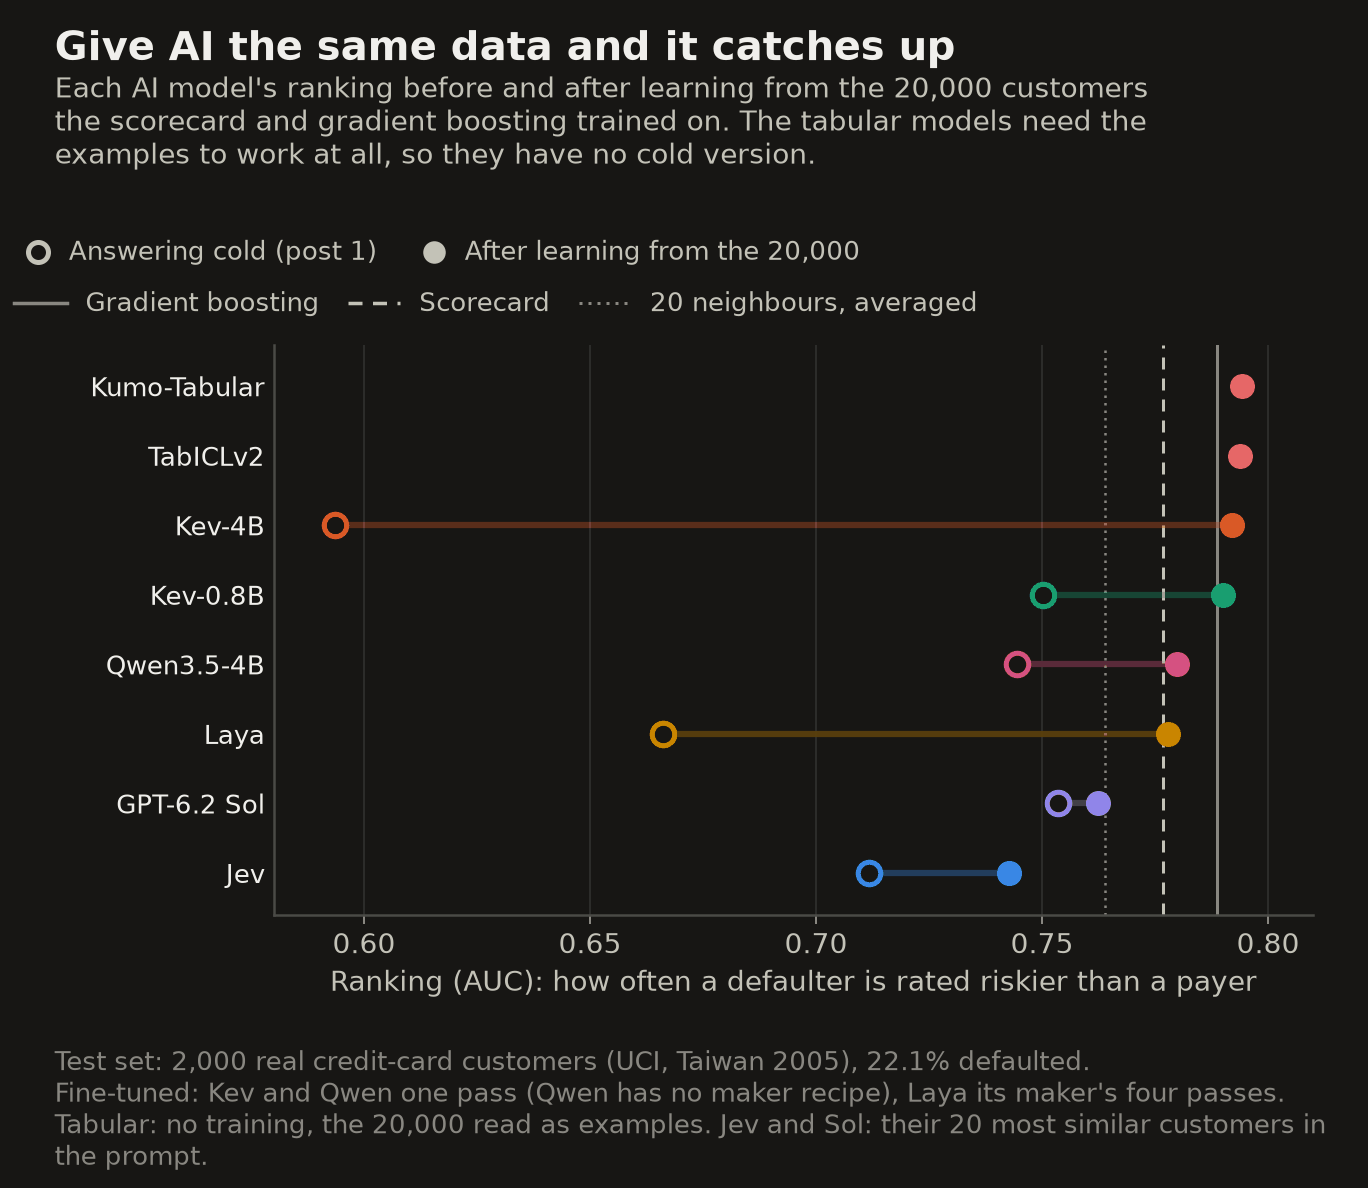 Give AI the same data and it catches up
Each AI model's ranking before and after learning from the 20,000 customers
the scorecard and gradient boosting trained on. The tabular models need the
examples to work at all, so they have no cold version.
Answering cold (post 1)
After learning from the 20,000
Gradient boosting
Scorecard
20 neighbours, averaged
Kumo-Tabular
TabICLv2
Kev-4B
Kev-0.8B
Qwen3.5-4B
Laya
GPT-6.2 Sol
Jev
0.60
0.65
0.70
0.75
0.80
Ranking (AUC): how often a defaulter is rated riskier than a payer
Test set: 2,000 real credit-card customers (UCI, Taiwan 2005), 22.1% defaulted.
Fine-tuned: Kev and Qwen one pass (Qwen has no maker recipe), Laya its maker's four passes.
Tabular: no training, the 20,000 read as examples. Jev and Sol: their 20 most similar customers in
the prompt.